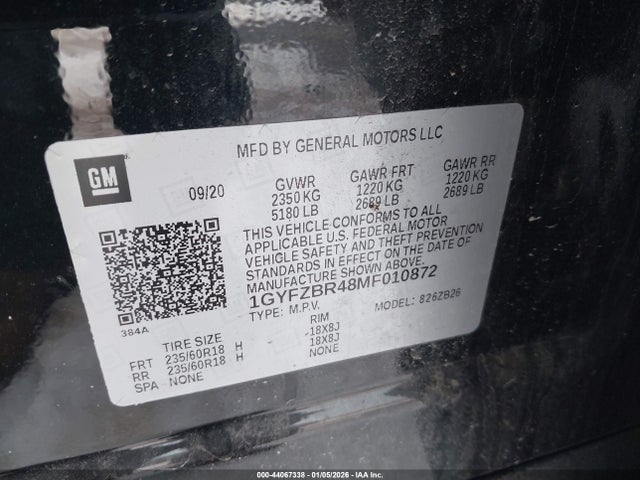 MFD BY GENERAL MOTORS LLC
GM
09/20
GVWR GAWR FRT GAWR RR
2350 KG 1220 KG 1220 KG
5180 LB 2689 LB 2689 LB
THIS VEHICLE CONFORMS TO ALL
APPLICABLE U.S. FEDERAL MOTOR
VEHICLE SAFETY AND THEFT PREVENTION
STANDARDS IN EFFECT ON THE DATE OF
MANUFACTURE SHOWN ABOVE.
1GYFZBR48MF010872
TYPE: M.P.V. MODEL: 826ZB26
384A
TIRE SIZE RIM
FRT 235/60R18 H 18X8J
RR 235/60R18 H 18X8J
SPA NONE NONE
000-44067338 - 01/05/2026 - IAA Inc.